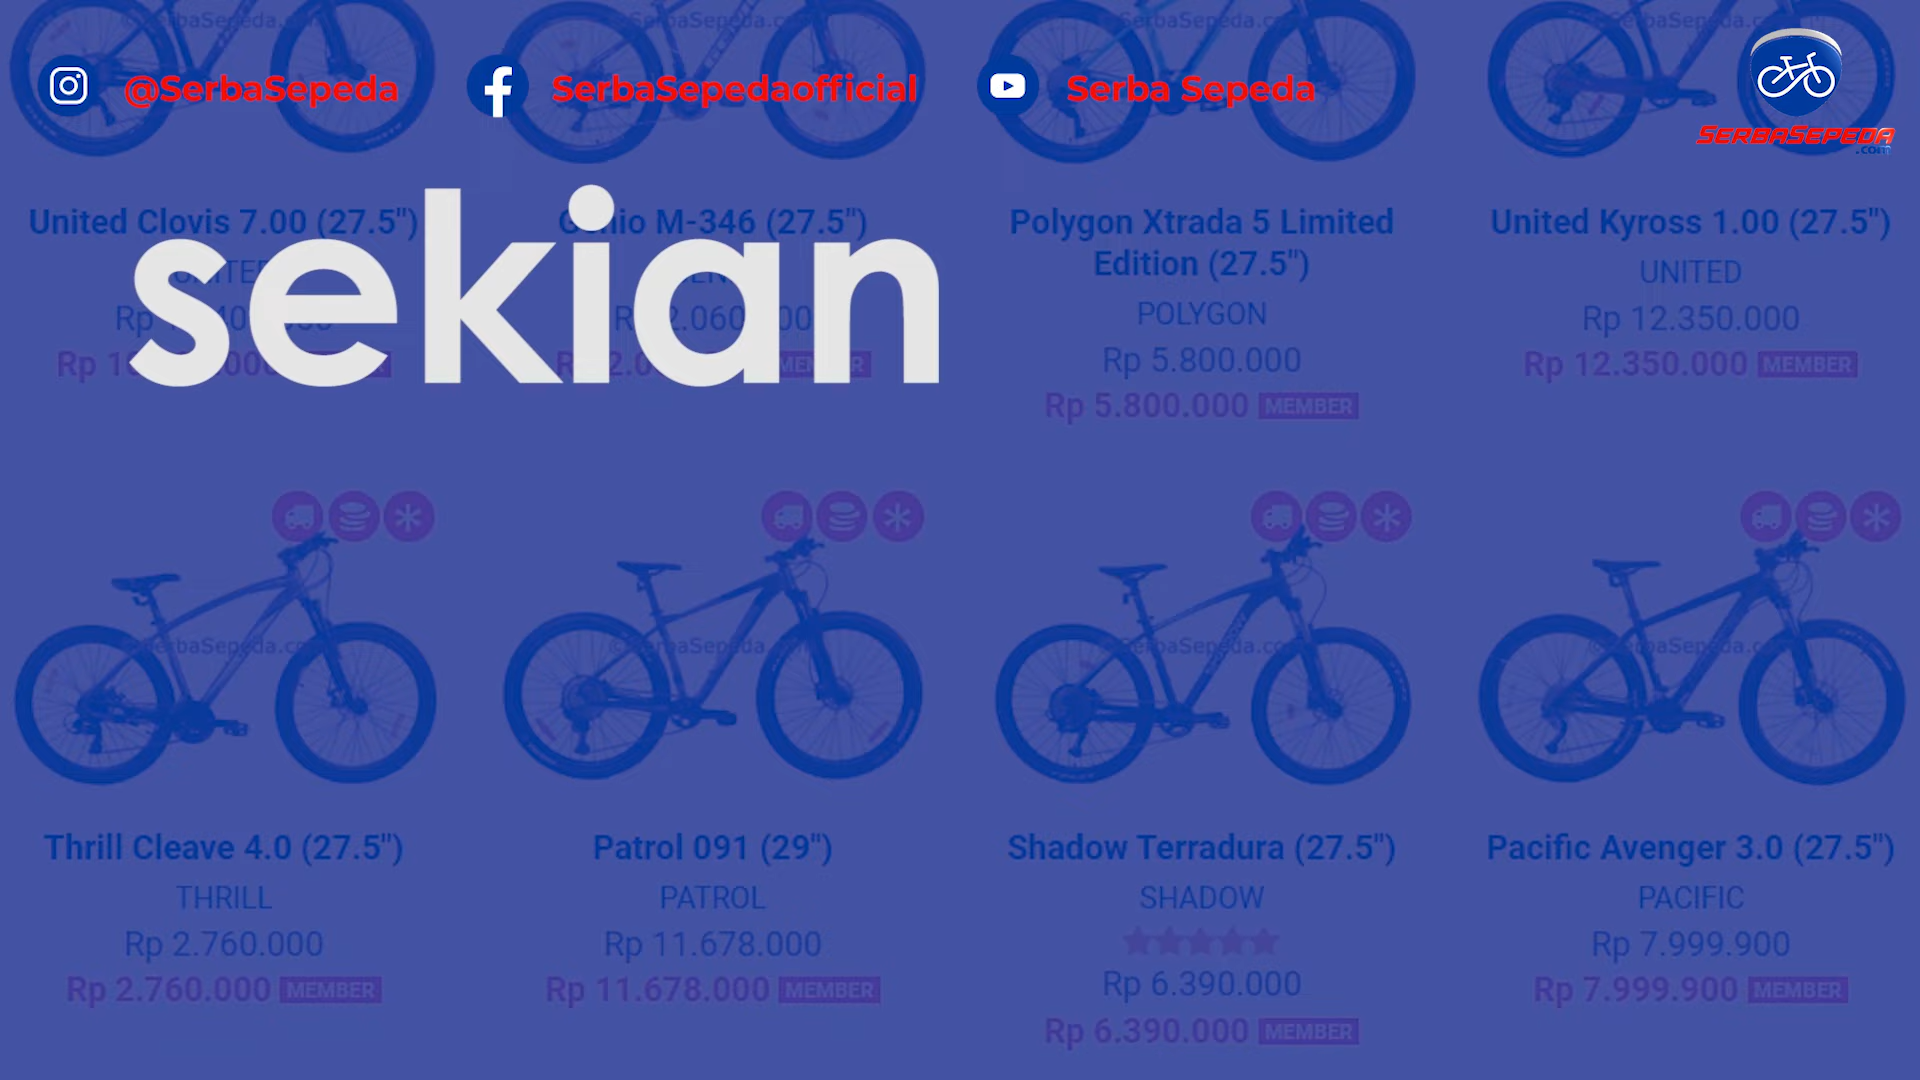 @SerbaSepeda
SerbaSepedaofficial
Serba Sepeda
SERBASEPEDA
.com
sekian
United Clovis 7.00 (27.5")
M-346 (27.5")
Polygon Xtrada 5 Limited
Edition (27.5")
POLYGON
Rp 5.800.000
Rp 5.800.000 MEMBER
United Kyross 1.00 (27.5")
UNITED
Rp 12.350.000
Rp 12.350.000 MEMBER
Thrill Cleave 4.0 (27.5")
THRILL
Rp 2.760.000
Rp 2.760.000 MEMBER
Patrol 091 (29")
PATROL
Rp 11.678.000
Rp 11.678.000 MEMBER
Shadow Terradura (27.5")
SHADOW
Rp 6.390.000
Rp 6.390.000 MEMBER
Pacific Avenger 3.0 (27.5")
PACIFIC
Rp 7.999.900
Rp 7.999.900 MEMBER